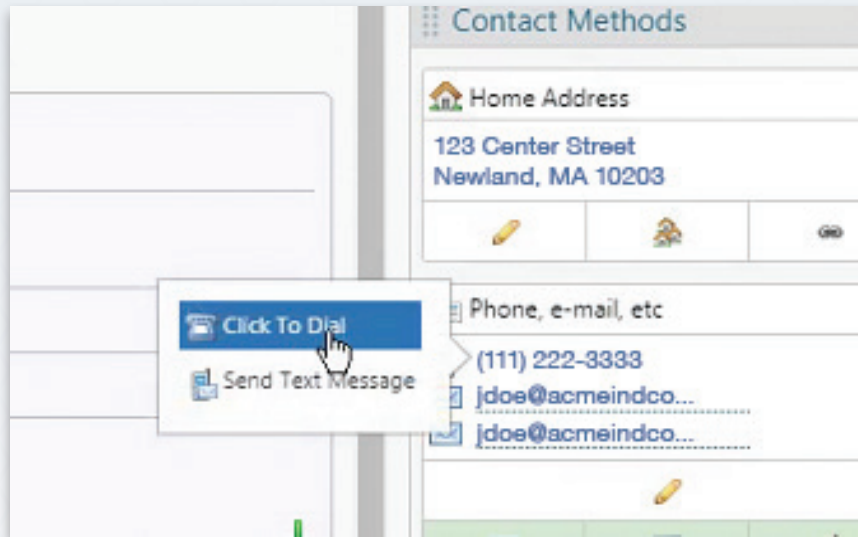 Contact Methods
Home Address
123 Center Street
Newland, MA 10203
Click To Dial
Send Text Message
Phone, e-mail, etc
(111) 222-3333
jdoe@acmeindco...
jdoe@acmeindco...